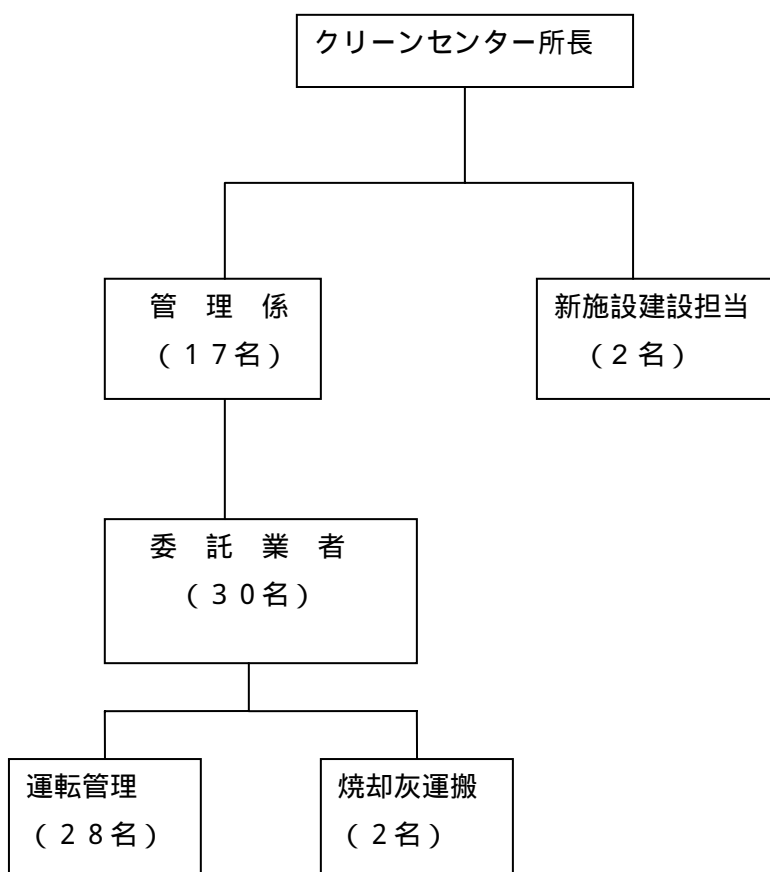 クリーンセンター所長
管　理　係
（１７名）
新施設建設担当
（２名）
委　託　業　者
（３０名）
運転管理
（２８名）
焼却灰運搬
（２名）